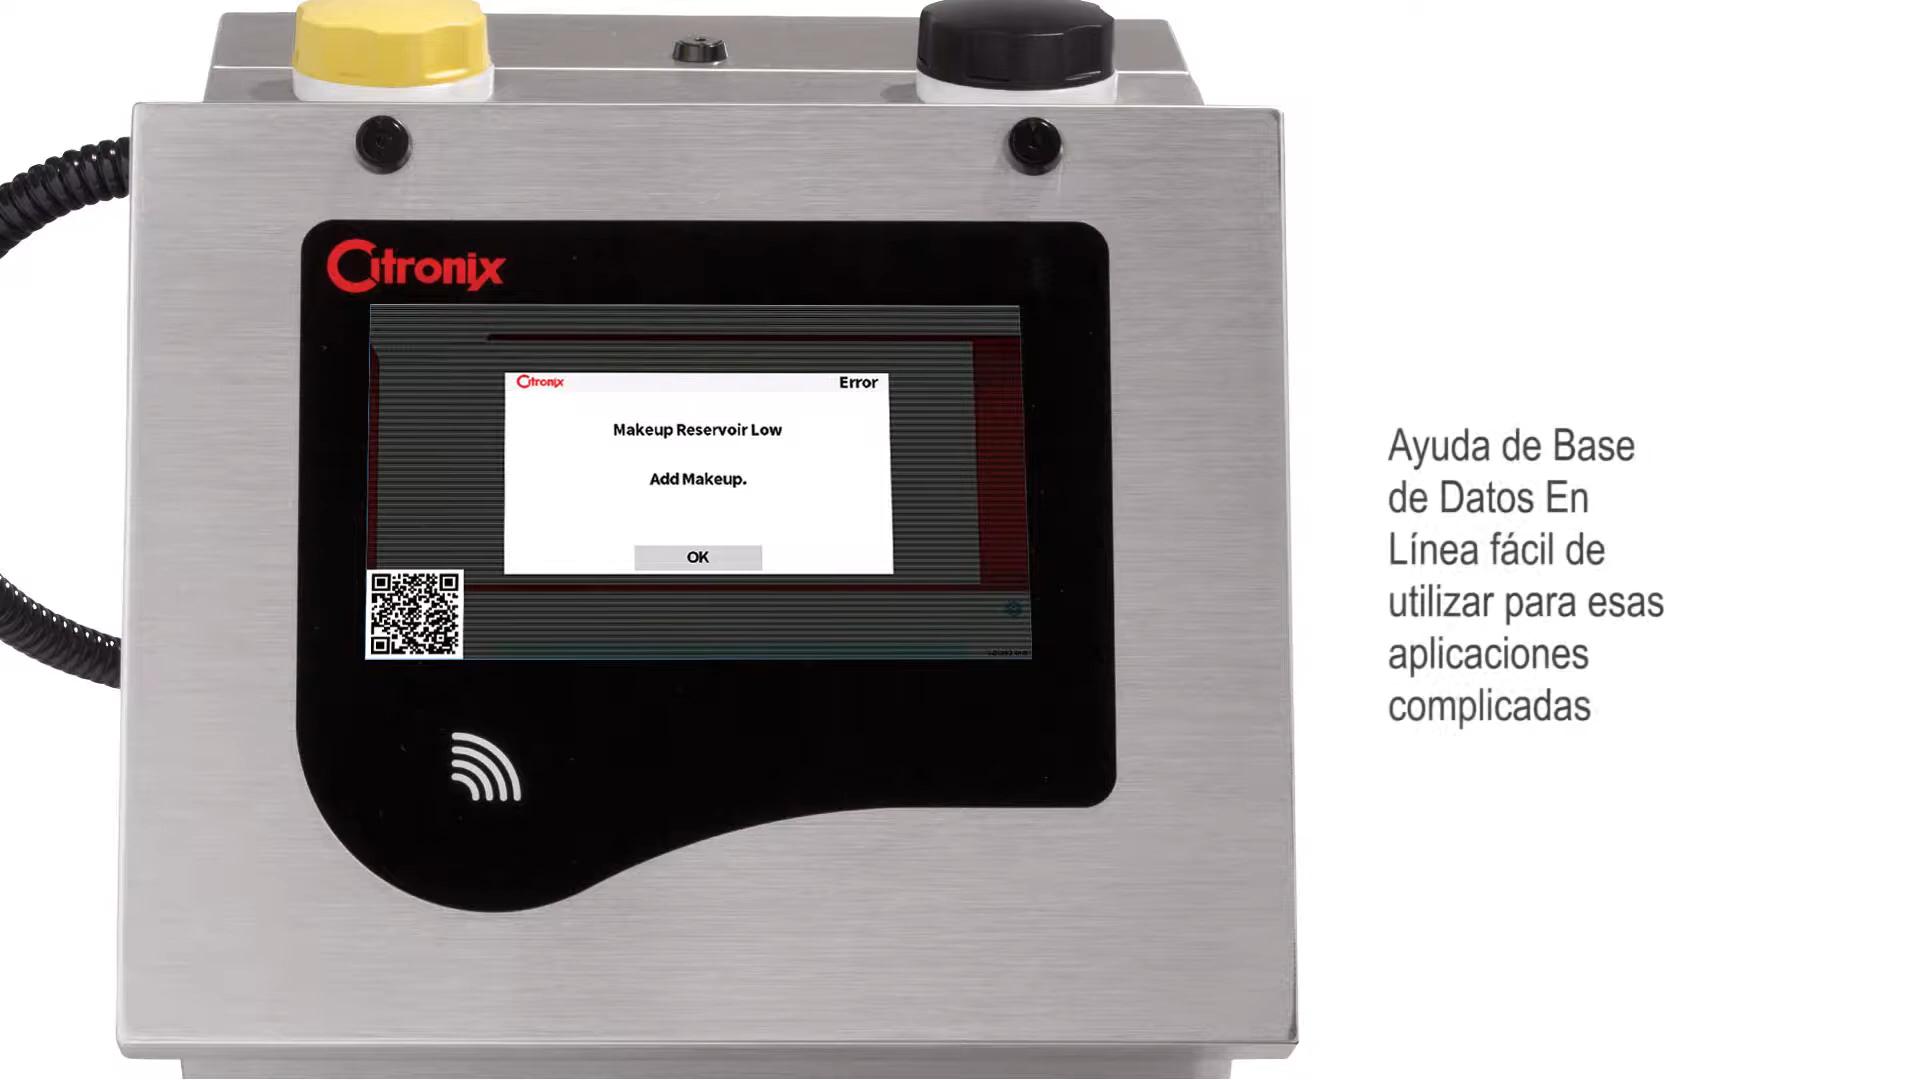 Citronix
Citronix Error
Makeup Reservoir Low
Add Makeup.
OK
Ayuda de Base
de Datos En
Línea fácil de
utilizar para esas
aplicaciones
complicadas